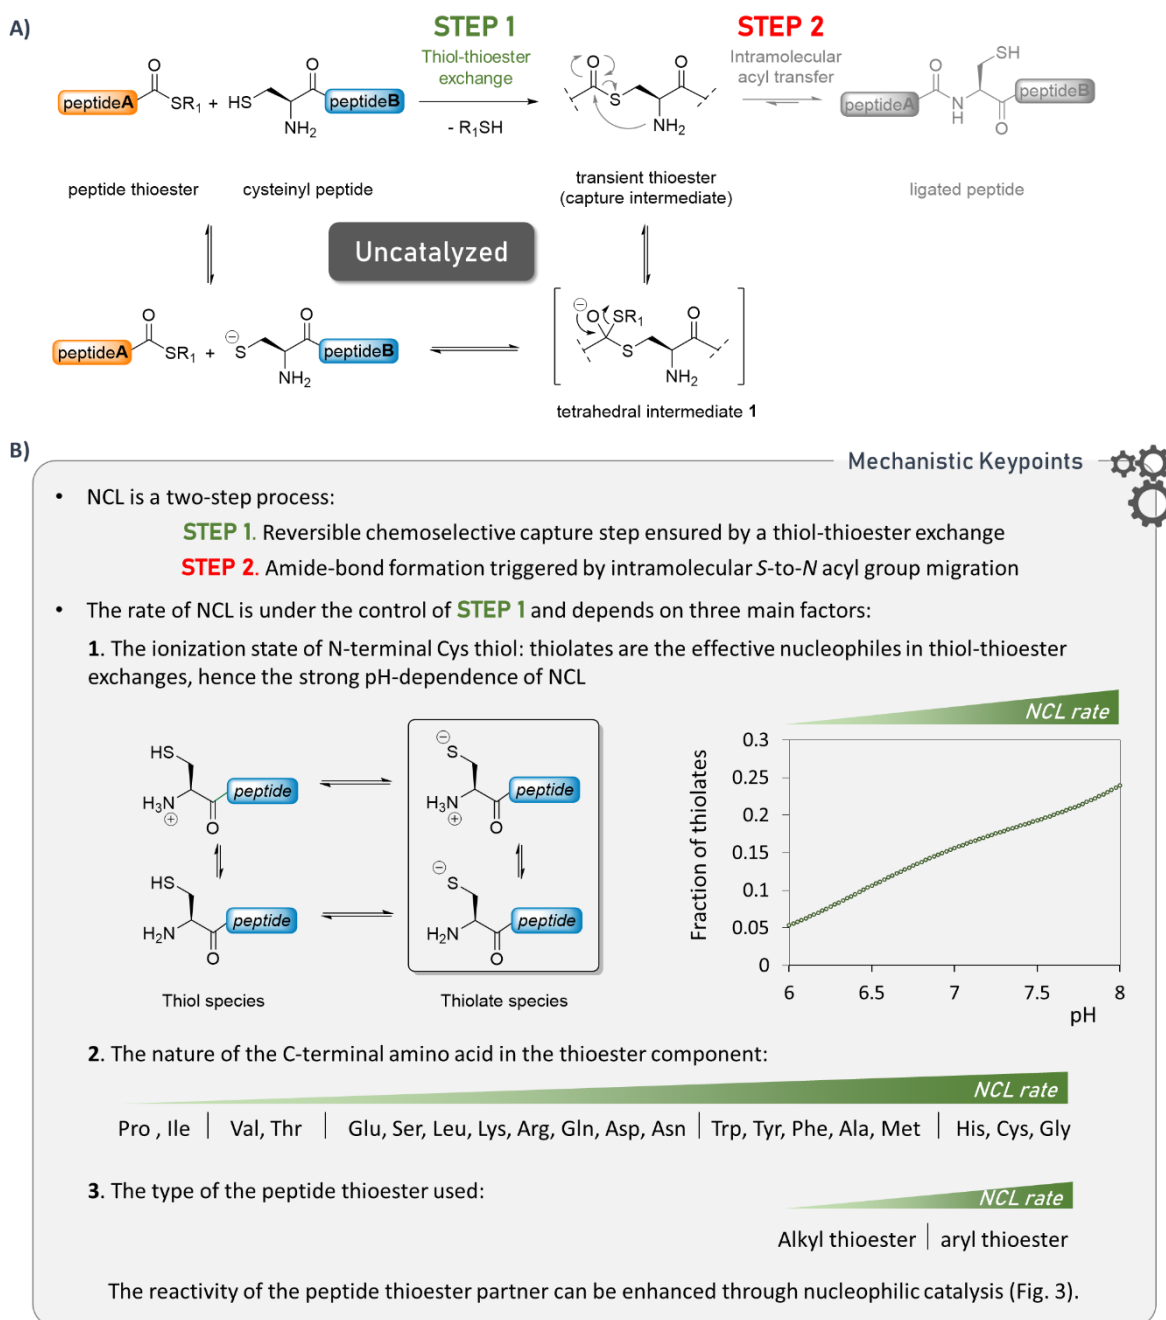 A)
STEP 1
STEP 2
Thiol-thioester
exchange
Intramolecular
acyl transfer
O
peptideA
SR1
+
HS
O
peptideB
NH2
- R1SH
O
S
O
NH2
SH
O
peptideA
N
H
O
peptideB
peptide thioester
cysteinyl peptide
transient thioester
(capture intermediate)
ligated peptide
Uncatalyzed
O
peptideA
SR1
+
⊖
S
O
peptideB
NH2
⊖
O
SR1
S
O
NH2
tetrahedral intermediate 1
B)
Mechanistic Keypoints
• NCL is a two-step process:
STEP 1. Reversible chemoselective capture step ensured by a thiol-thioester exchange
STEP 2. Amide-bond formation triggered by intramolecular S-to-N acyl group migration
• The rate of NCL is under the control of STEP 1 and depends on three main factors:
1. The ionization state of N-terminal Cys thiol: thiolates are the effective nucleophiles in thiol-thioester
exchanges, hence the strong pH-dependence of NCL
NCL rate
HS
H3N
⊕
O
peptide
⊖
S
H3N
⊕
O
peptide
HS
H2N
O
peptide
⊖
S
H2N
O
peptide
Thiol species
Thiolate species
Fraction of thiolates
0.3
0.25
0.2
0.15
0.1
0.05
0
6
6.5
7
7.5
8
pH
2. The nature of the C-terminal amino acid in the thioester component:
NCL rate
Pro , Ile | Val, Thr | Glu, Ser, Leu, Lys, Arg, Gln, Asp, Asn | Trp, Tyr, Phe, Ala, Met | His, Cys, Gly
3. The type of the peptide thioester used:
NCL rate
Alkyl thioester | aryl thioester
The reactivity of the peptide thioester partner can be enhanced through nucleophilic catalysis (Fig. 3).